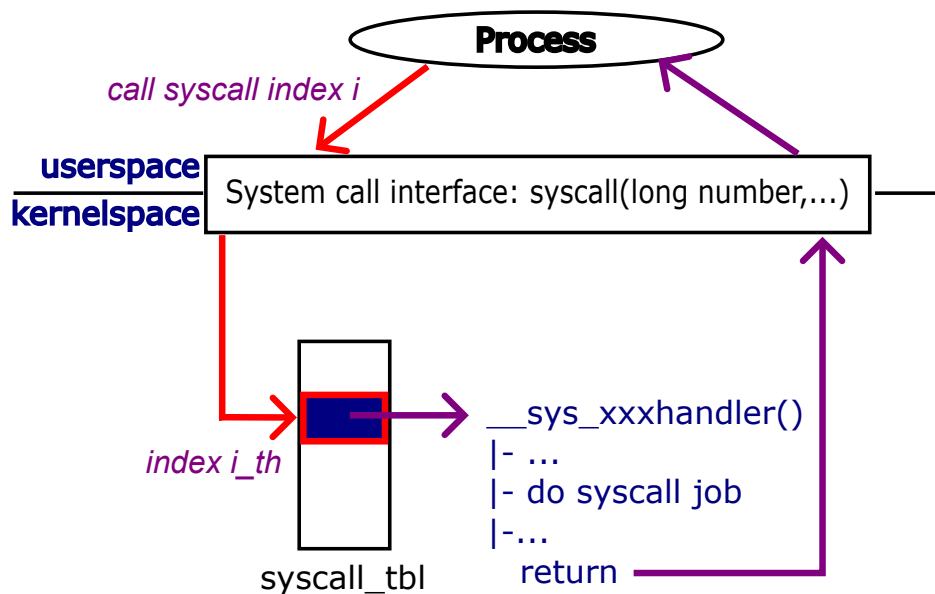 Process
call syscall index i
userspace
System call interface: syscall(long number,...)
kernelspace
__sys_xxxhandler()
index i_th
|- ...
|- do syscall job
|-...
return
syscall_tbl